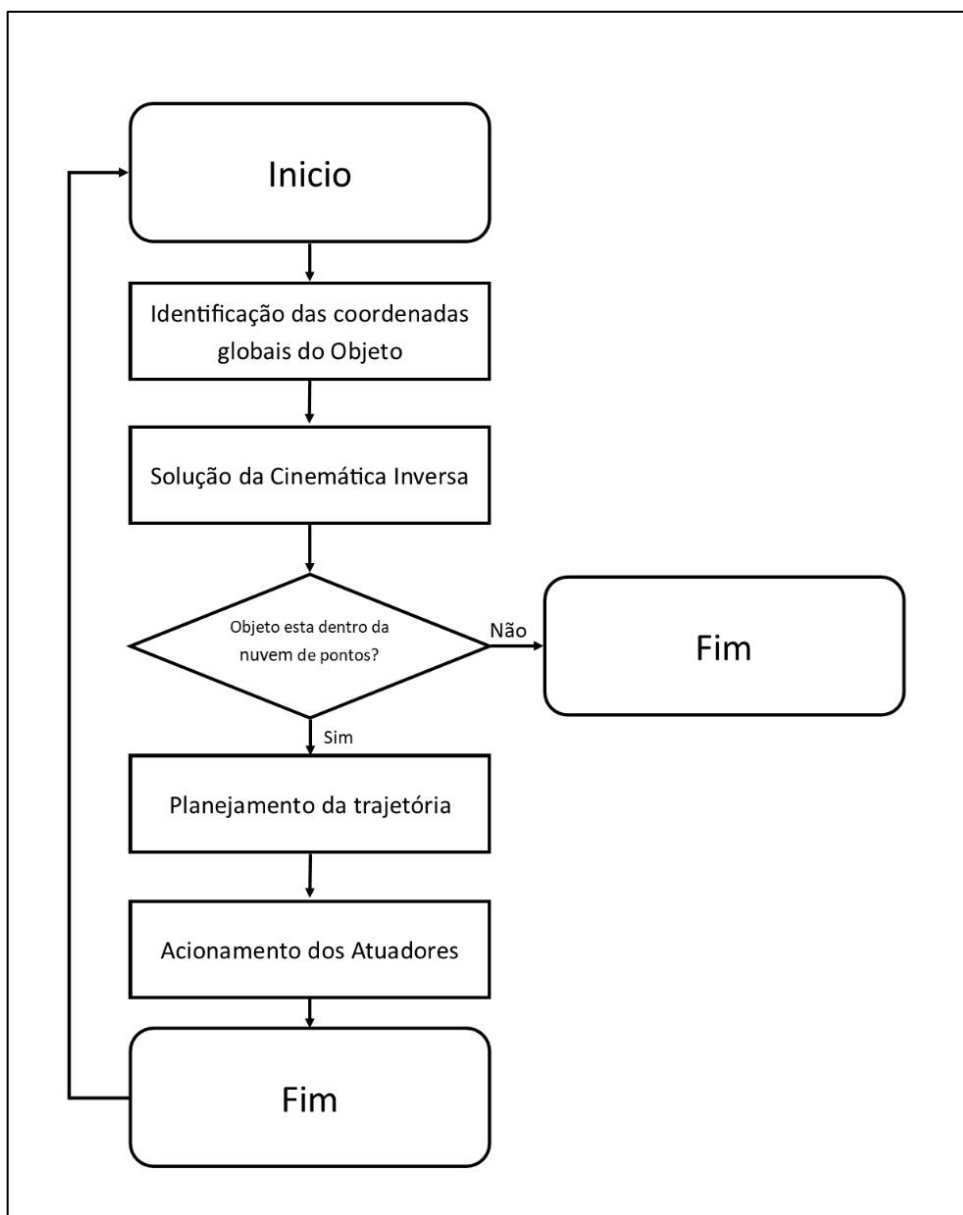 Inicio
Identificação das coordenadas
globais do Objeto
Solução da Cinemática Inversa
Objeto esta dentro da
nuvem de pontos?
Não
Fim
Sim
Planejamento da trajetória
Acionamento dos Atuadores
Fim